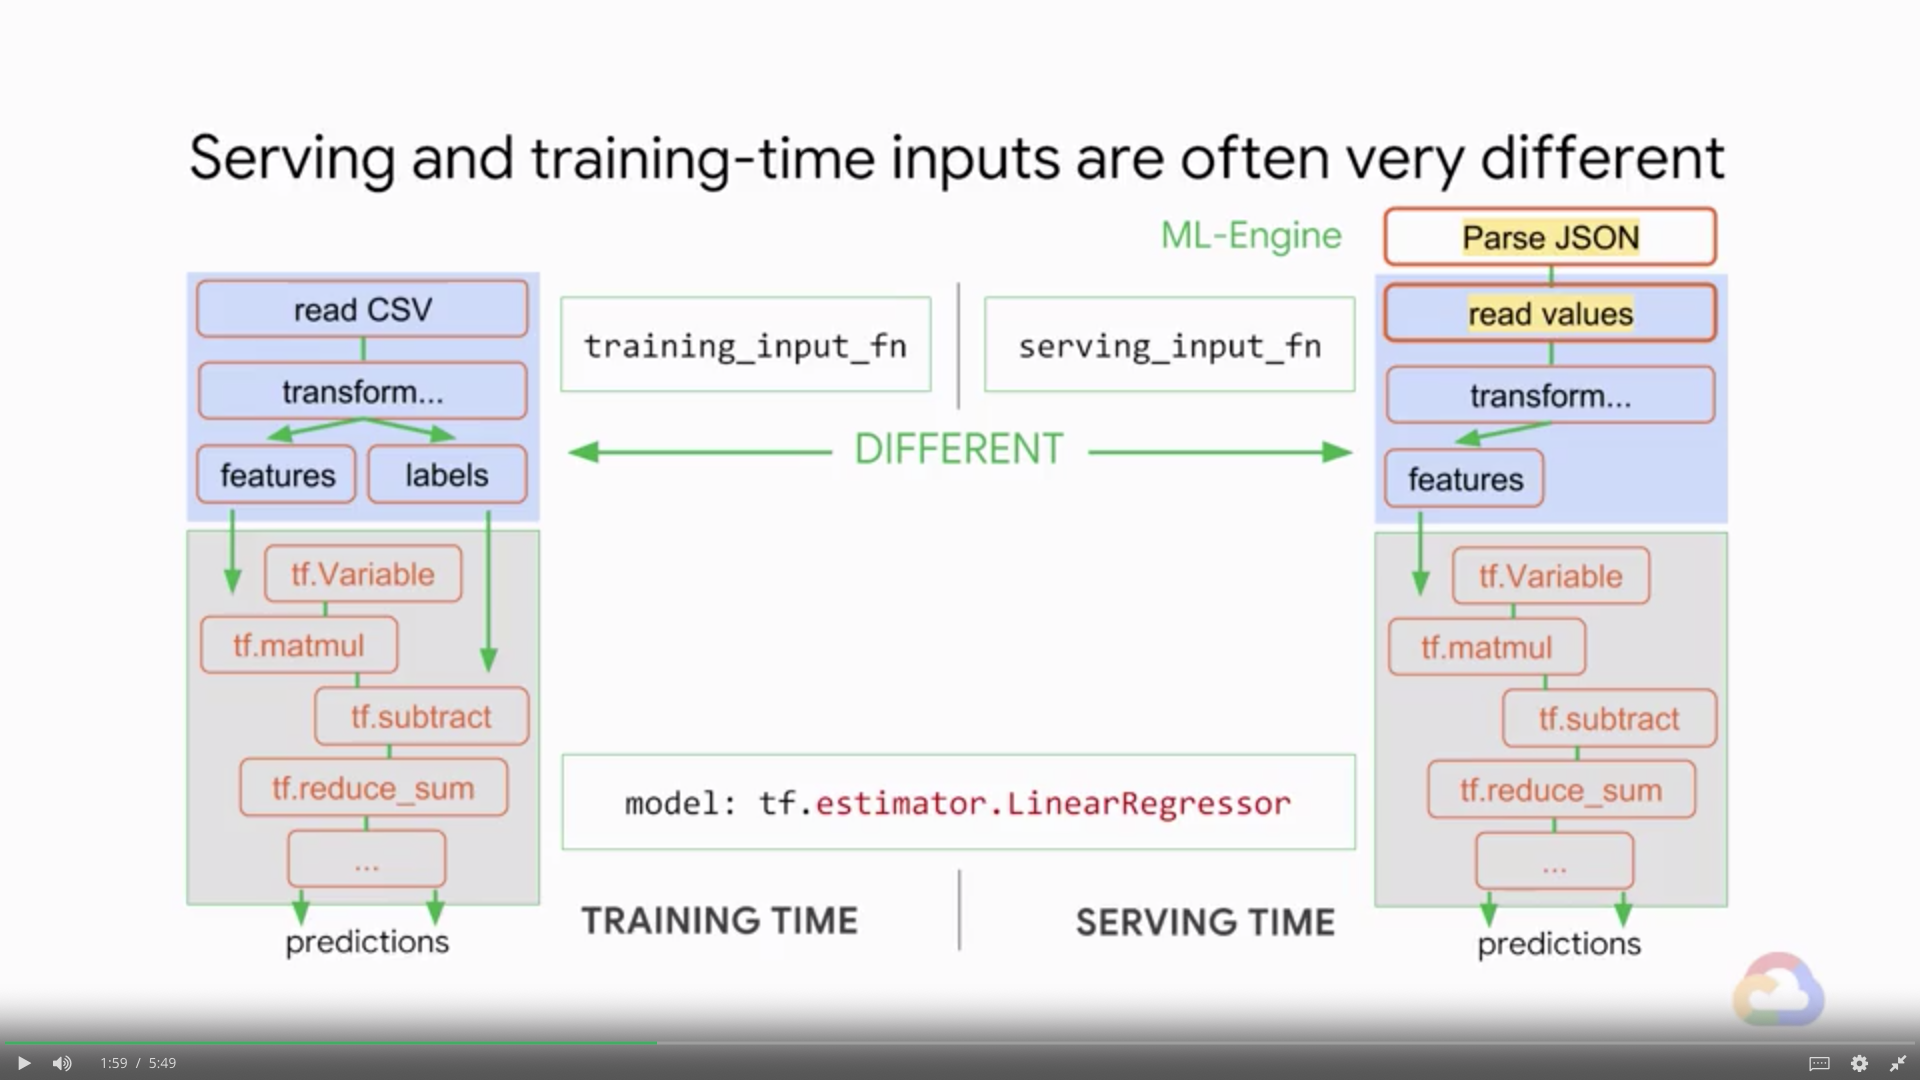 Serving and training-time inputs are often very different
ML-Engine
Parse JSON
read CSV
transform...
features
labels
training_input_fn
serving_input_fn
read values
transform...
features
DIFFERENT
tf.Variable
tf.matmul
tf.subtract
tf.reduce_sum
...
predictions
model: tf.estimator.LinearRegressor
TRAINING TIME
SERVING TIME
tf.Variable
tf.matmul
tf.subtract
tf.reduce_sum
...
predictions
1:59 / 5:49